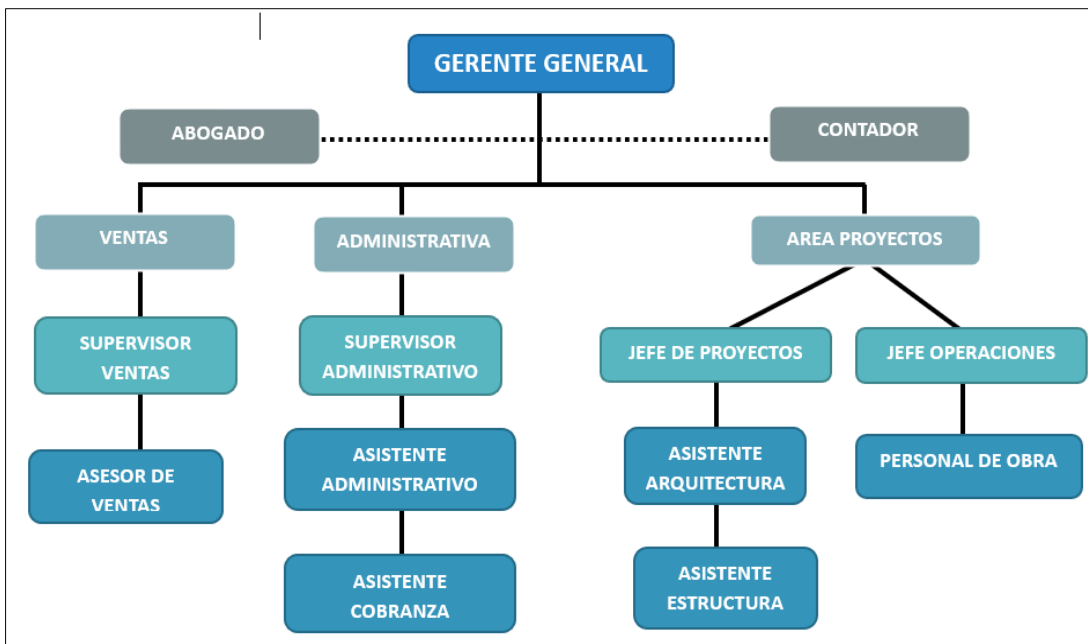 GERENTE GENERAL
ABOGADO
CONTADOR
VENTAS
ADMINISTRATIVA
AREA PROYECTOS
SUPERVISOR
VENTAS
SUPERVISOR
ADMINISTRATIVO
JEFE DE PROYECTOS
JEFE OPERACIONES
ASESOR DE
VENTAS
ASISTENTE
ADMINISTRATIVO
ASISTENTE
ARQUITECTURA
PERSONAL DE OBRA
ASISTENTE
COBRANZA
ASISTENTE
ESTRUCTURA